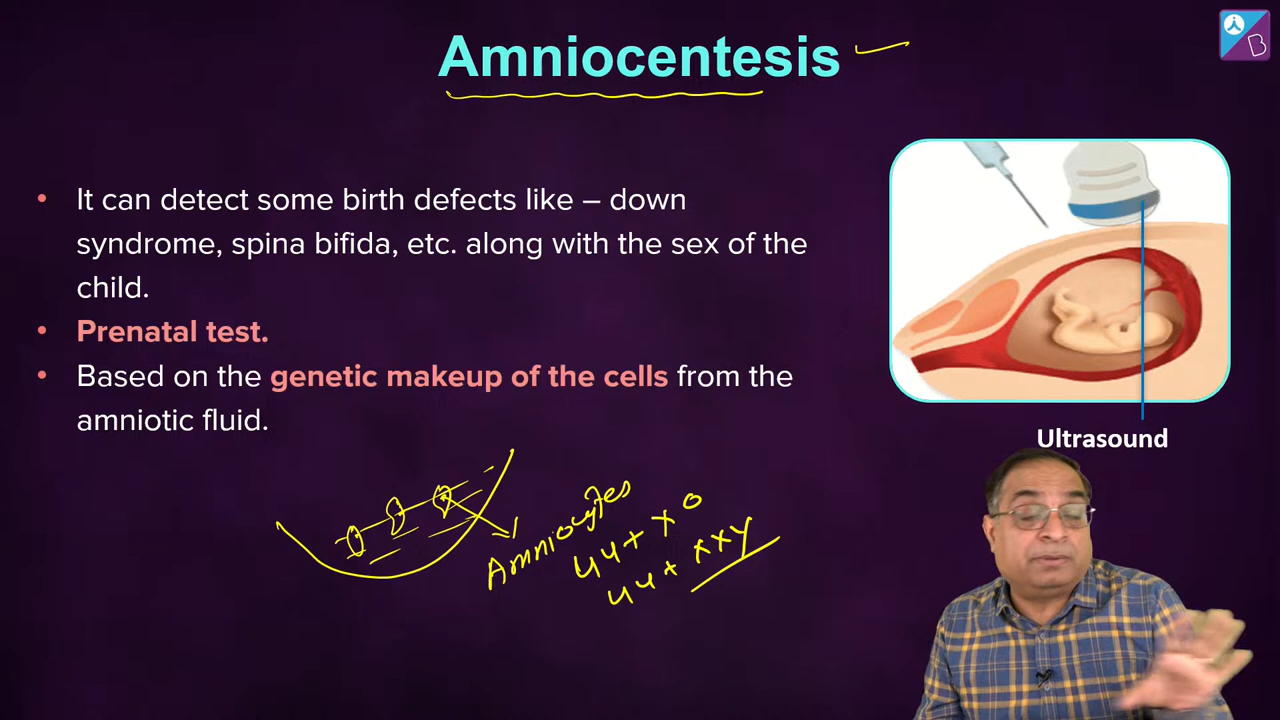 Amniocentesis
• It can detect some birth defects like – down
syndrome, spina bifida, etc. along with the sex of the
child.
• Prenatal test.
• Based on the genetic makeup of the cells from the
amniotic fluid.
Ultrasound
Amniocytes
44+ XO
44+ XXY
B